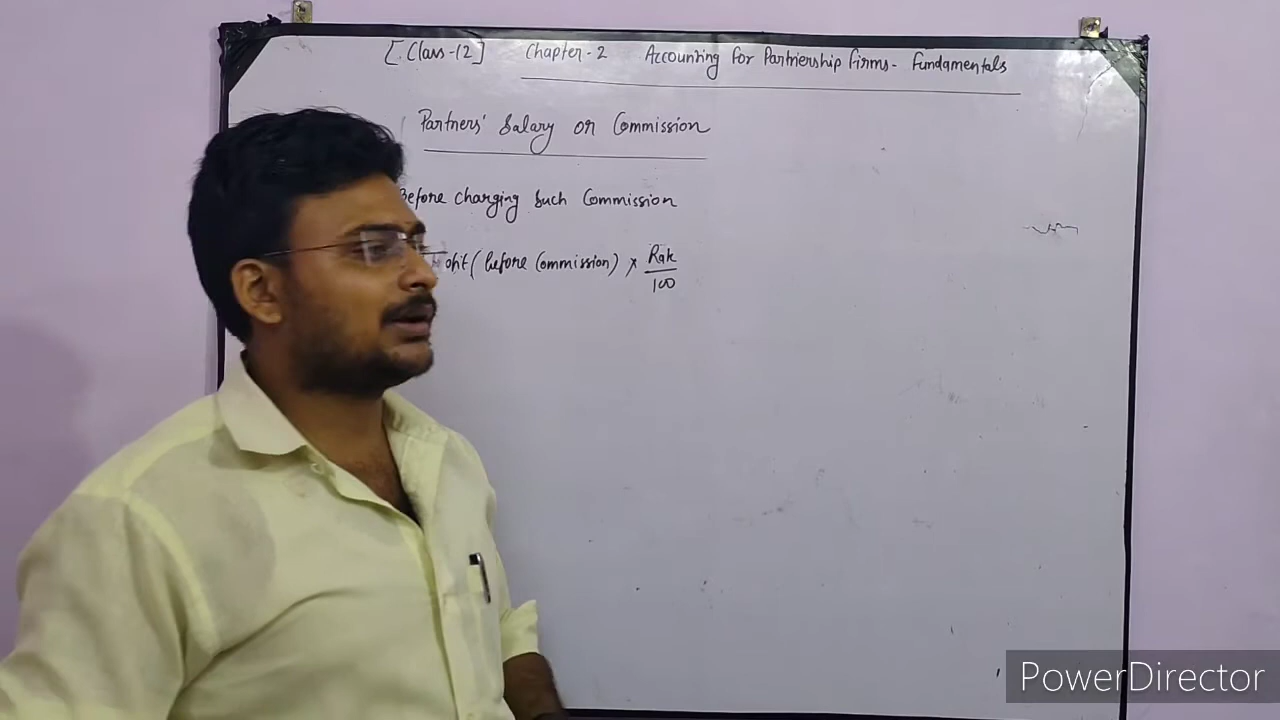 [Class-12] Chapter-2 Accounting for Partnership Firms- Fundamentals
Partners' Salary or Commission
Before charging such Commission
(before Commission) × Rate
100
PowerDirector